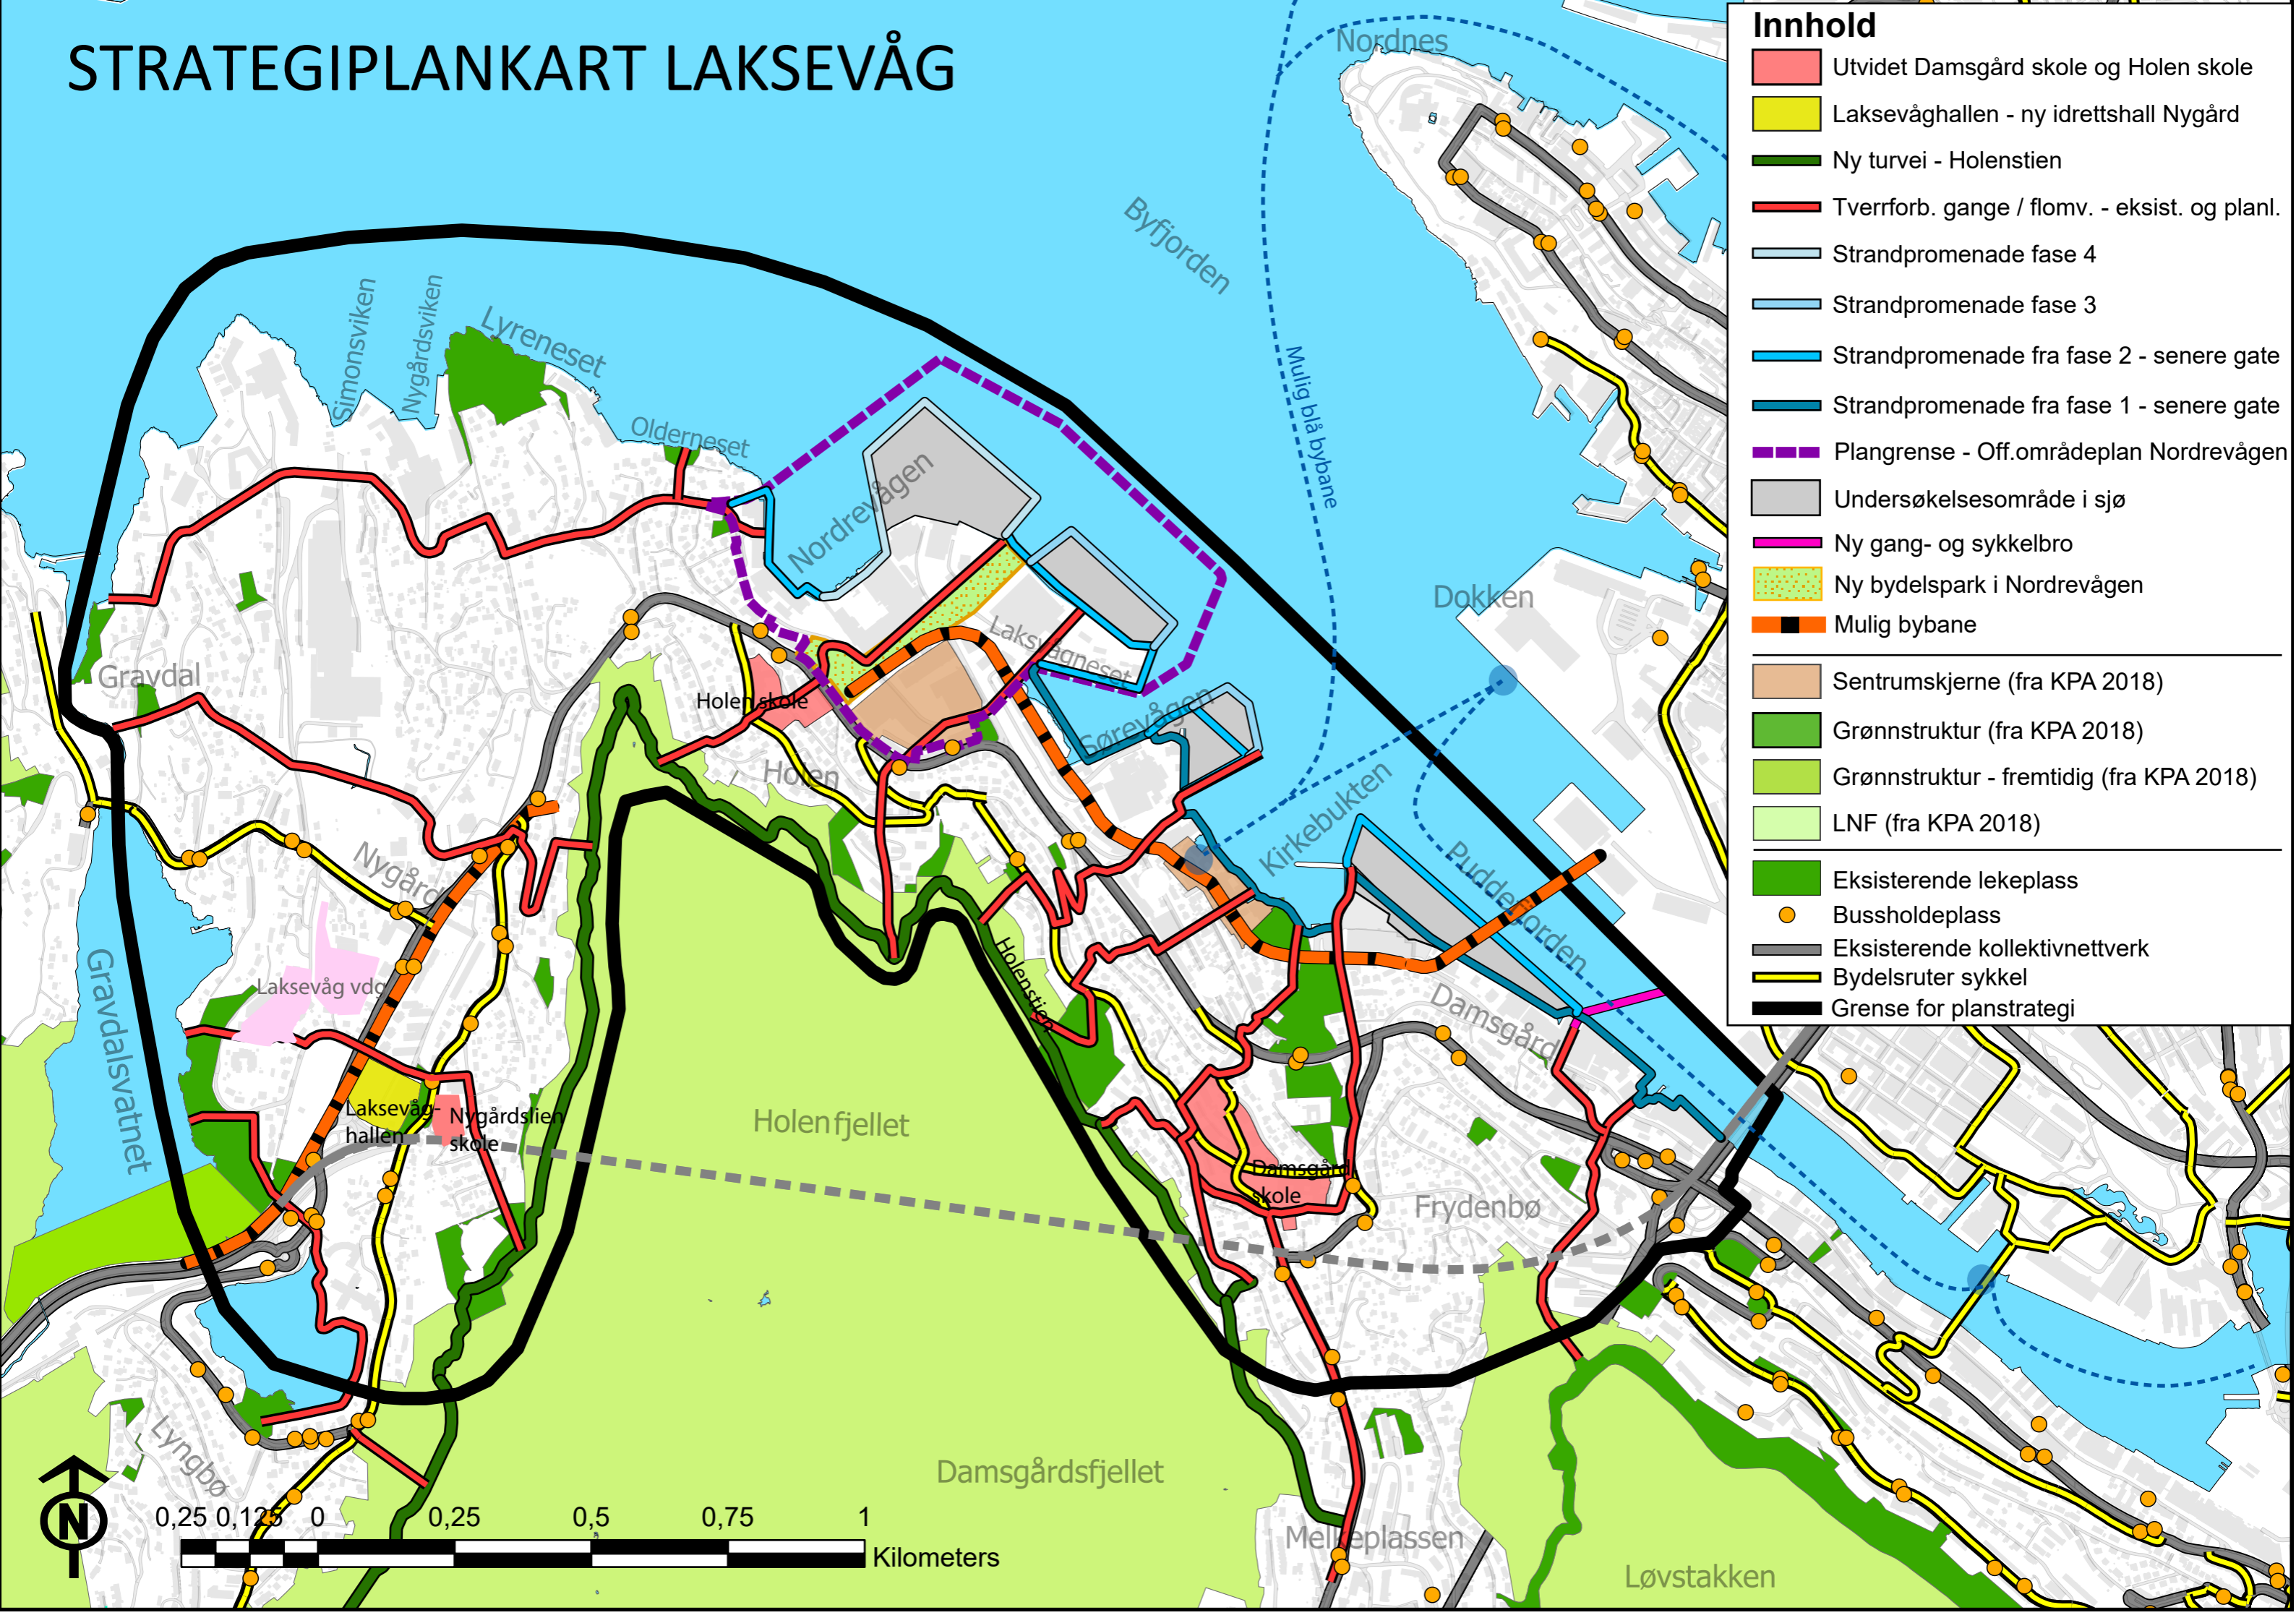 STRATEGIPLANKART LAKSEVÅG
Innhold
Utvidet Damsgård skole og Holen skole
Laksevåghallen - ny idrettshall Nygård
Ny turvei - Holenstien
Tverrforb. gange / flomv. - eksist. og planl.
Strandpromenade fase 4
Strandpromenade fase 3
Strandpromenade fra fase 2 - senere gate
Strandpromenade fra fase 1 - senere gate
Plangrense - Off.områdeplan Nordrevågen
Undersøkelsesområde i sjø
Ny gang- og sykkelbro
Ny bydelspark i Nordrevågen
Mulig bybane
Sentrumskjerne (fra KPA 2018)
Grønnstruktur (fra KPA 2018)
Grønnstruktur - fremtidig (fra KPA 2018)
LNF (fra KPA 2018)
Eksisterende lekeplass
Bussholdeplass
Eksisterende kollektivnettverk
Bydelsruter sykkel
Grense for planstrategi
Nordnes
Byfjorden
Simonsviken
Nygårdsviken
Lyreneset
Olderneset
Mulig blå bybane
Nordrevågen
Dokken
Laksevågneset
Gravdal
Holen skole
Sørevågen
Holen
Kirkebukten
Nygård
Puddefjorden
Holenstien
Laksevåg vdg
Gravdalsvatnet
Damsgård
Laksevåg-
hallen
Nygårdslien
skole
Holenfjellet
Damsgård
skole
Frydenbø
Lyngbø
Damsgårdsfjellet
Melkeplassen
Løvstakken
N
0,25 0,125 0 0,25 0,5 0,75 1
Kilometers